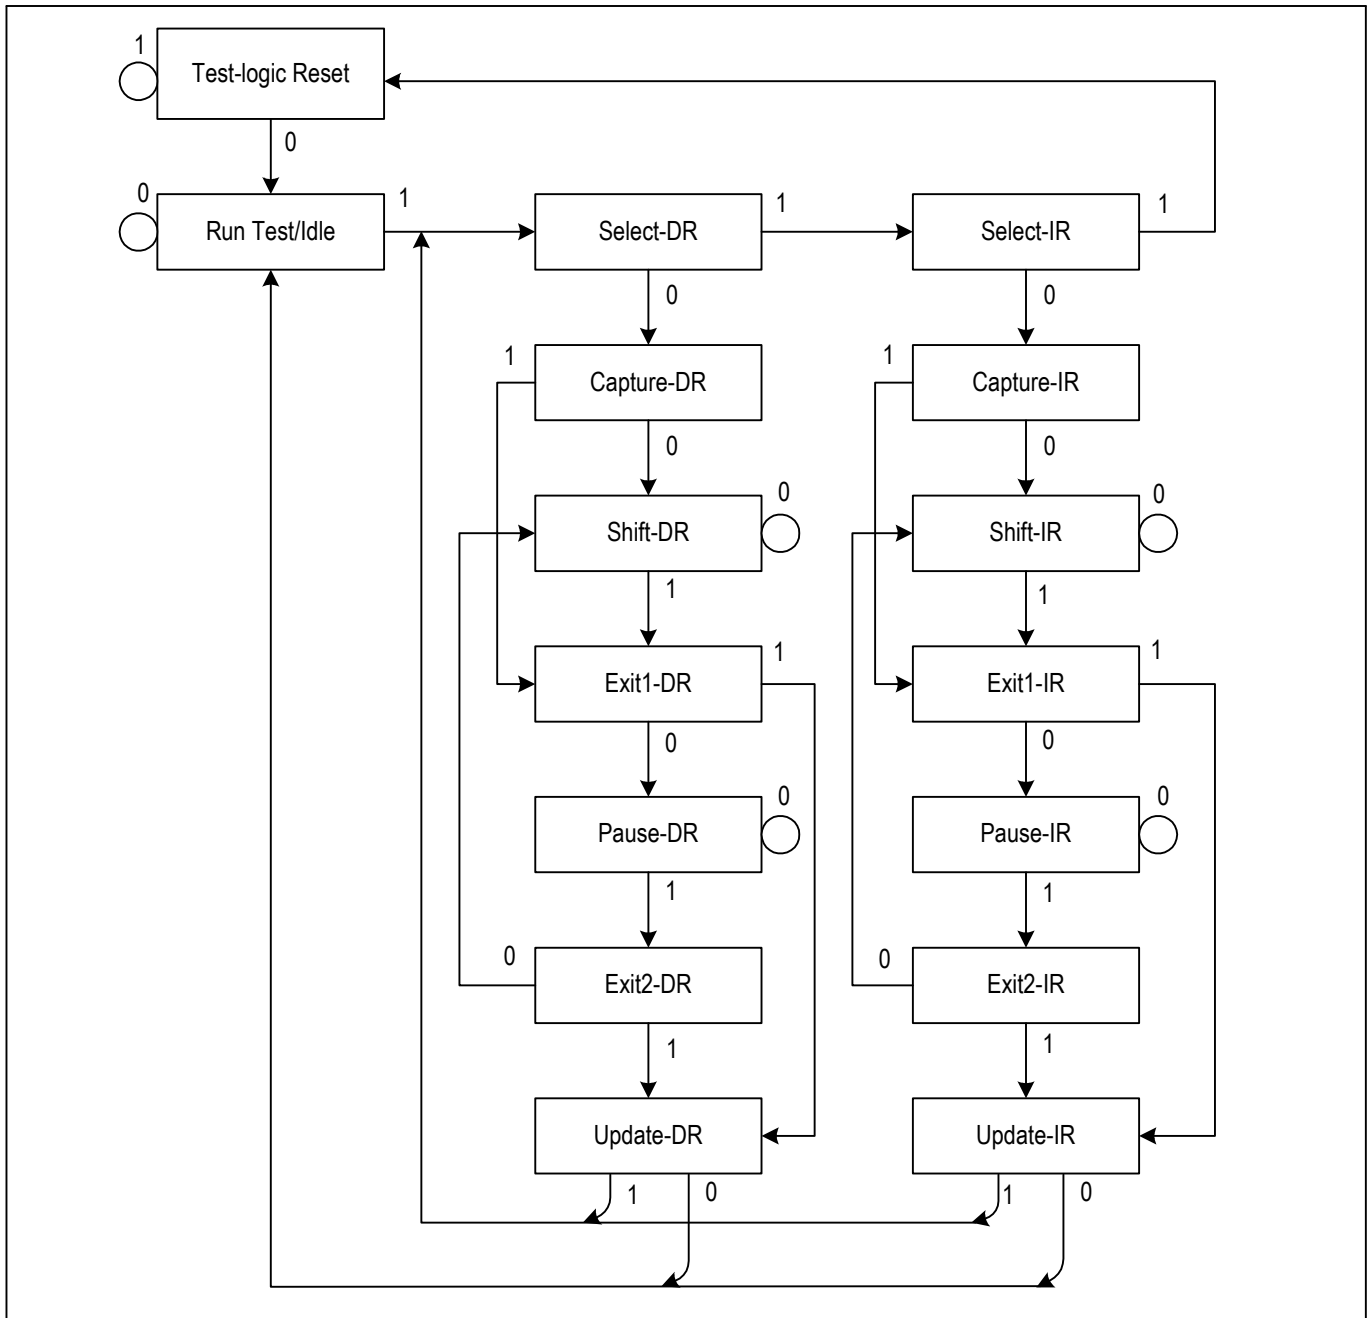 1
Test-logic Reset
0
0
Run Test/Idle
1
Select-DR
1
Select-IR
1
0
0
1
Capture-DR
1
Capture-IR
0
0
Shift-DR
0
Shift-IR
0
1
1
Exit1-DR
1
Exit1-IR
1
0
0
Pause-DR
0
Pause-IR
0
1
1
0
Exit2-DR
0
Exit2-IR
1
1
Update-DR
Update-IR
1
0
1
0